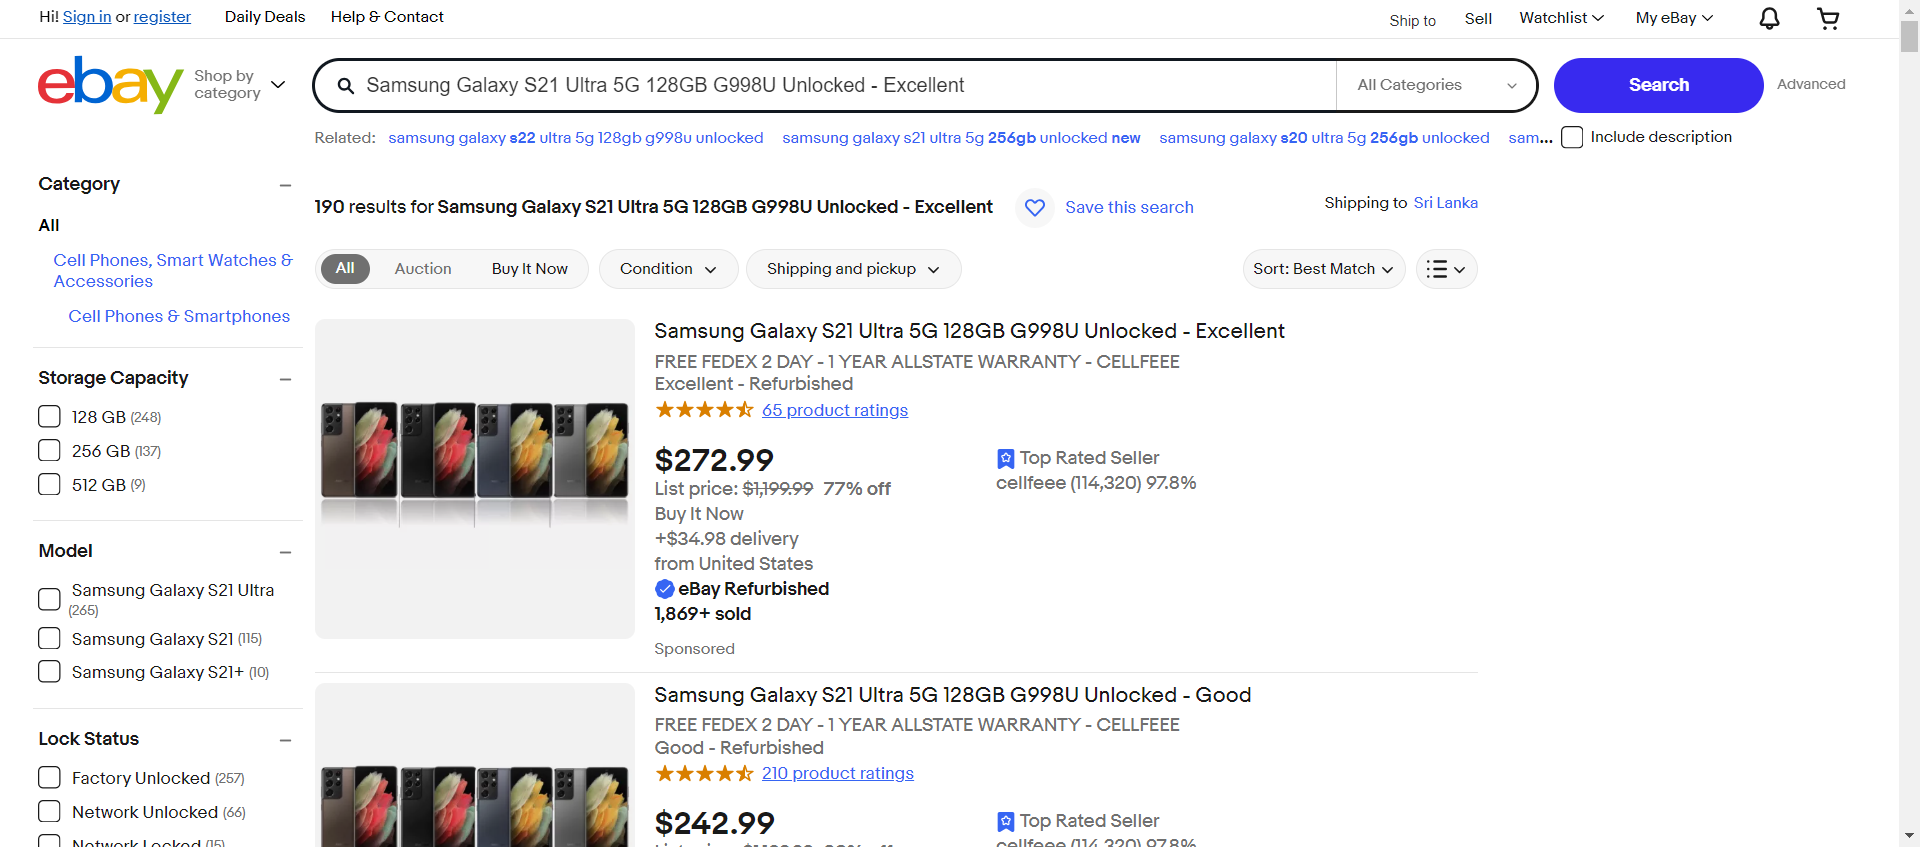 Hi! Sign in or register Daily Deals Help & Contact Ship to Sell Watchlist My eBay
ebay Shop by category
Samsung Galaxy S21 Ultra 5G 128GB G998U Unlocked - Excellent All Categories Search Advanced
Related: samsung galaxy s22 ultra 5g 128gb g998u unlocked samsung galaxy s21 ultra 5g 256gb unlocked new samsung galaxy s20 ultra 5g 256gb unlocked sam... Include description
Category
All
Cell Phones, Smart Watches &
Accessories
Cell Phones & Smartphones
Storage Capacity
128 GB (248)
256 GB (137)
512 GB (9)
Model
Samsung Galaxy S21 Ultra
(265)
Samsung Galaxy S21 (115)
Samsung Galaxy S21+ (10)
Lock Status
Factory Unlocked (257)
Network Unlocked (66)
Network Locked (15)
190 results for Samsung Galaxy S21 Ultra 5G 128GB G998U Unlocked - Excellent Save this search Shipping to Sri Lanka
All Auction Buy It Now Condition Shipping and pickup Sort: Best Match
Samsung Galaxy S21 Ultra 5G 128GB G998U Unlocked - Excellent
FREE FEDEX 2 DAY - 1 YEAR ALLSTATE WARRANTY - CELLFEEE
Excellent - Refurbished
65 product ratings
$272.99
List price: $1,199.99 77% off
Buy It Now
+$34.98 delivery
from United States
eBay Refurbished
1,869+ sold
Sponsored
Top Rated Seller
cellfeee (114,320) 97.8%
Samsung Galaxy S21 Ultra 5G 128GB G998U Unlocked - Good
FREE FEDEX 2 DAY - 1 YEAR ALLSTATE WARRANTY - CELLFEEE
Good - Refurbished
210 product ratings
$242.99
Top Rated Seller
cellfeee (114,320) 97.8%